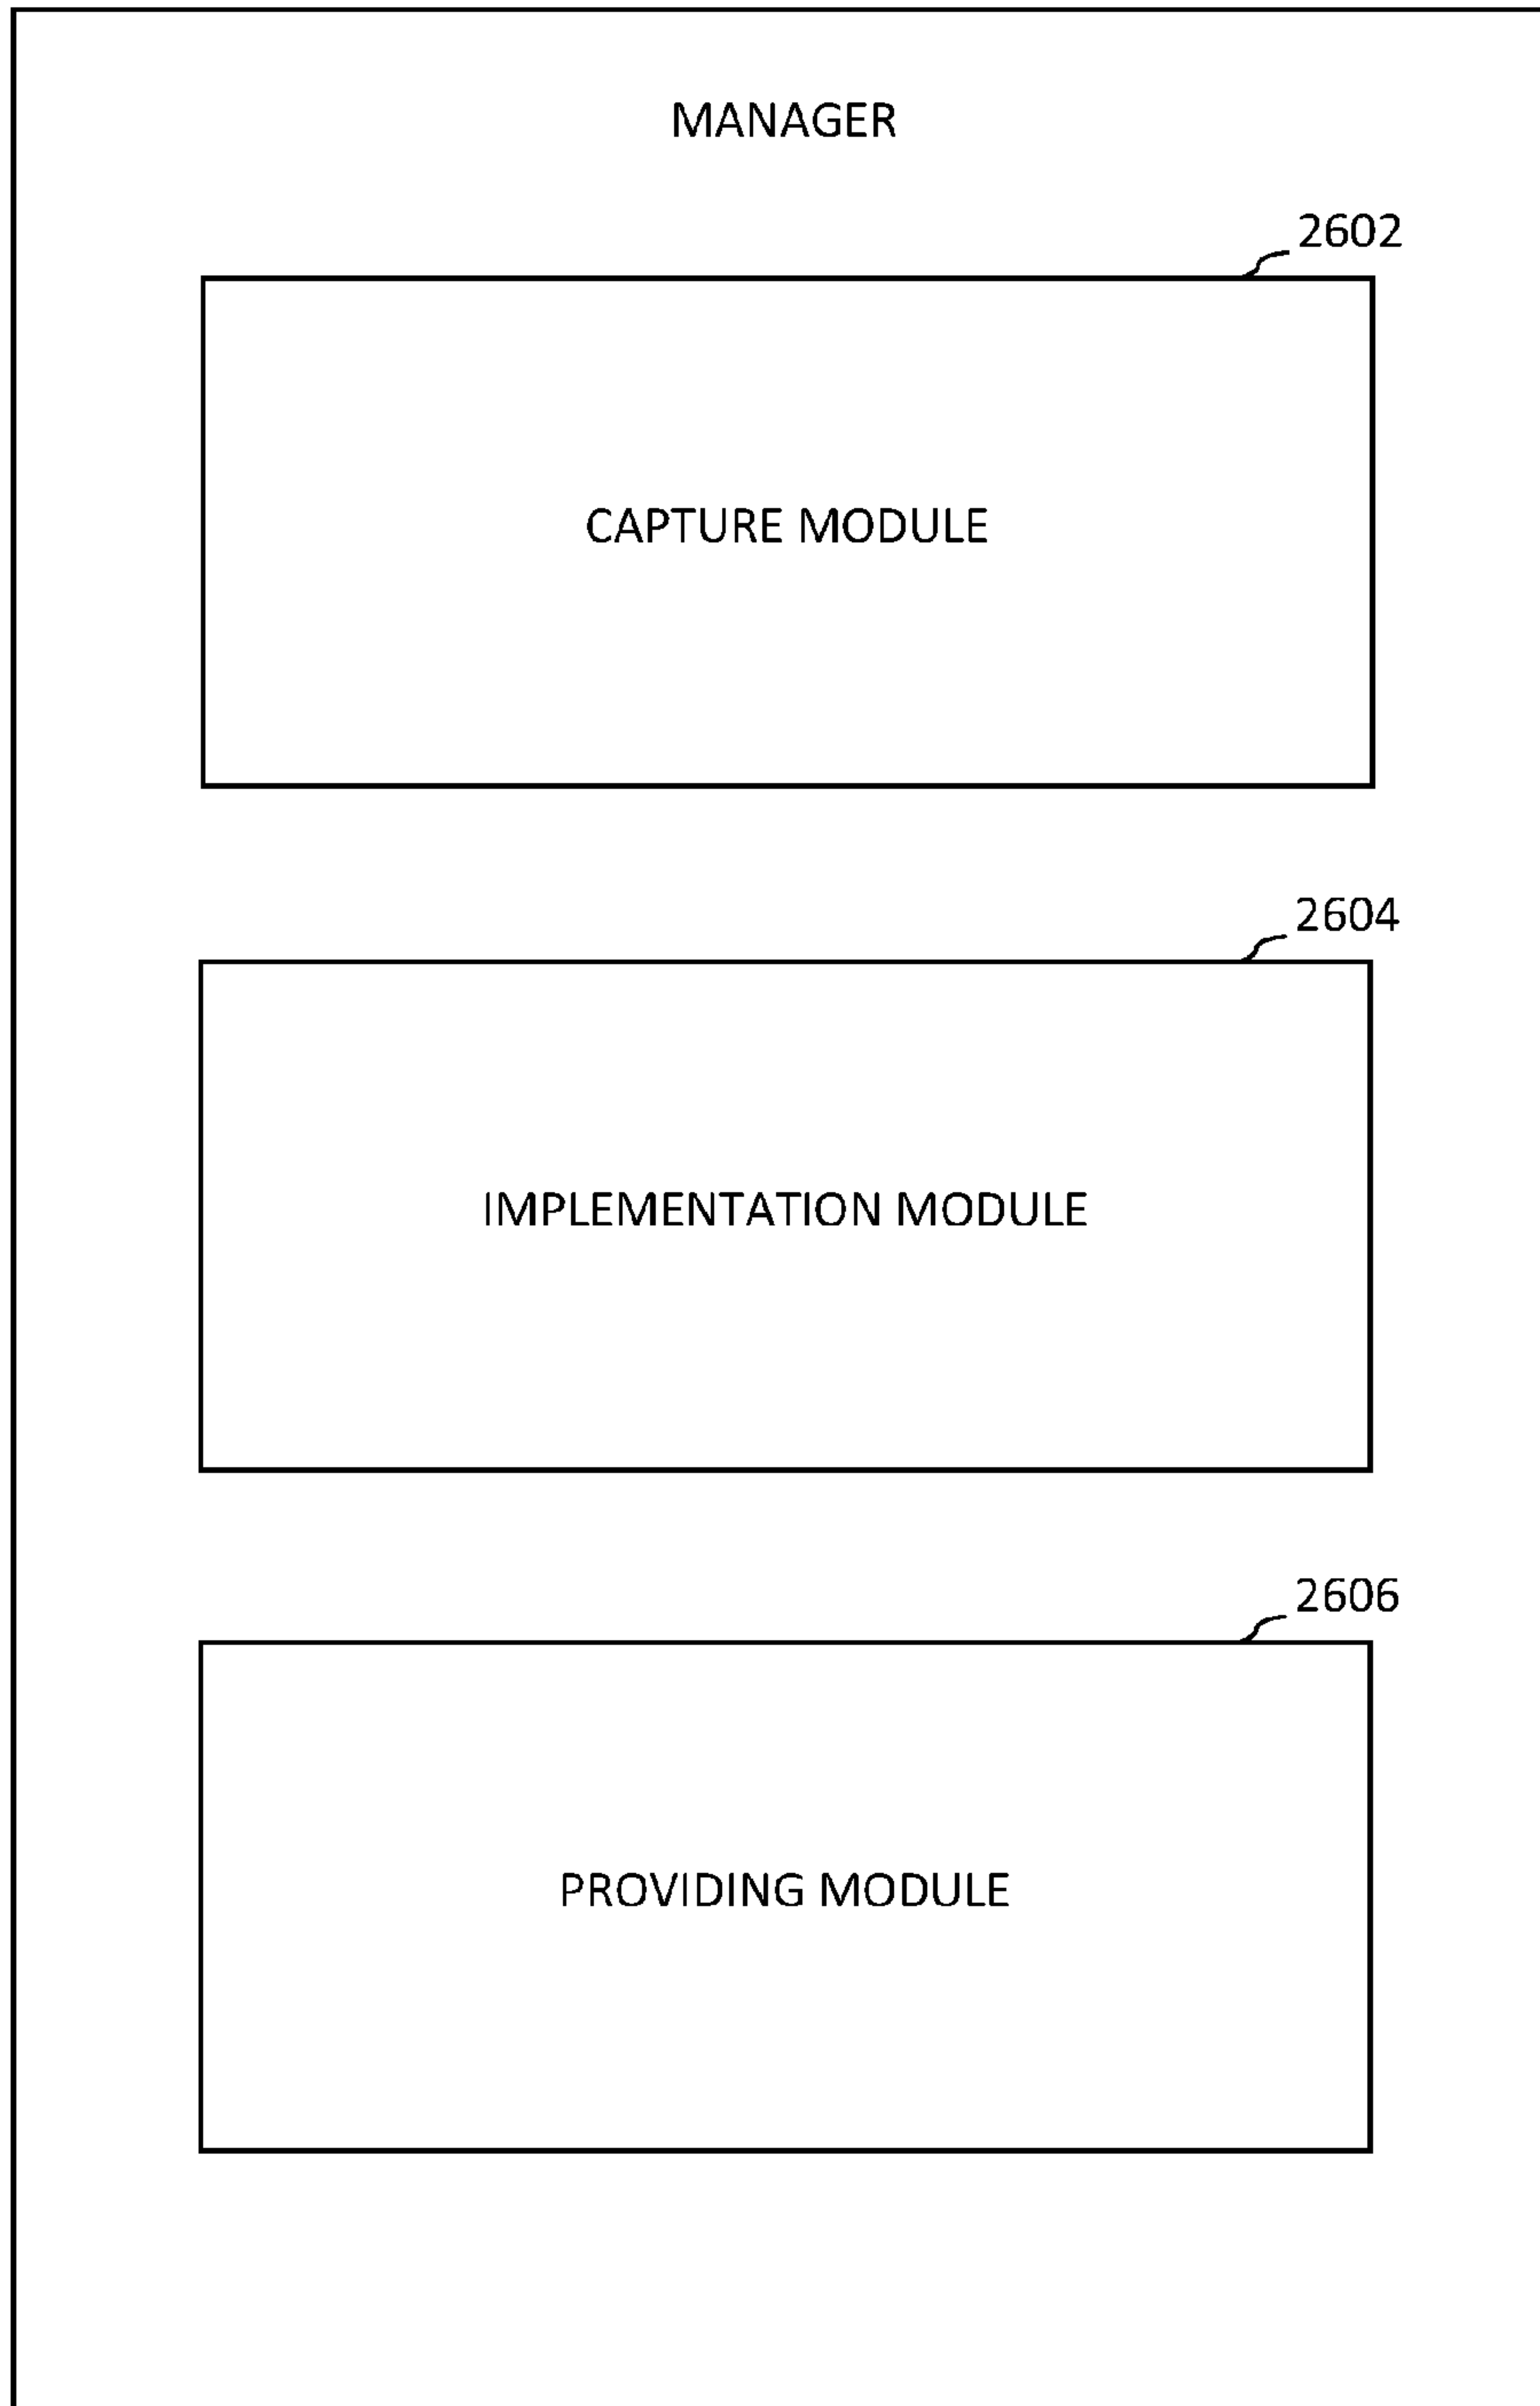 MANAGER
2602
CAPTURE MODULE
2604
IMPLEMENTATION MODULE
2606
PROVIDING MODULE